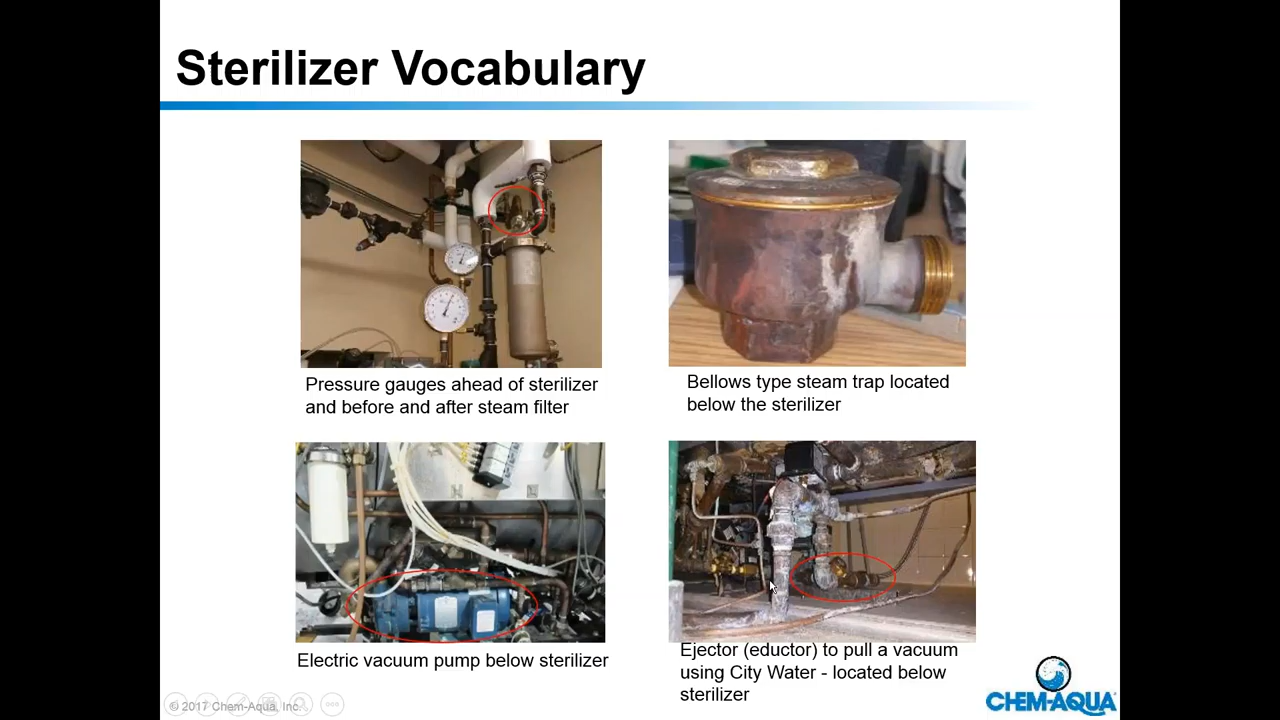 Sterilizer Vocabulary
Pressure gauges ahead of sterilizer
and before and after steam filter
Bellows type steam trap located
below the sterilizer
Electric vacuum pump below sterilizer
Ejector (eductor) to pull a vacuum
using City Water - located below
sterilizer
© 2017 Chem-Aqua, Inc.
CHEM-AQUA